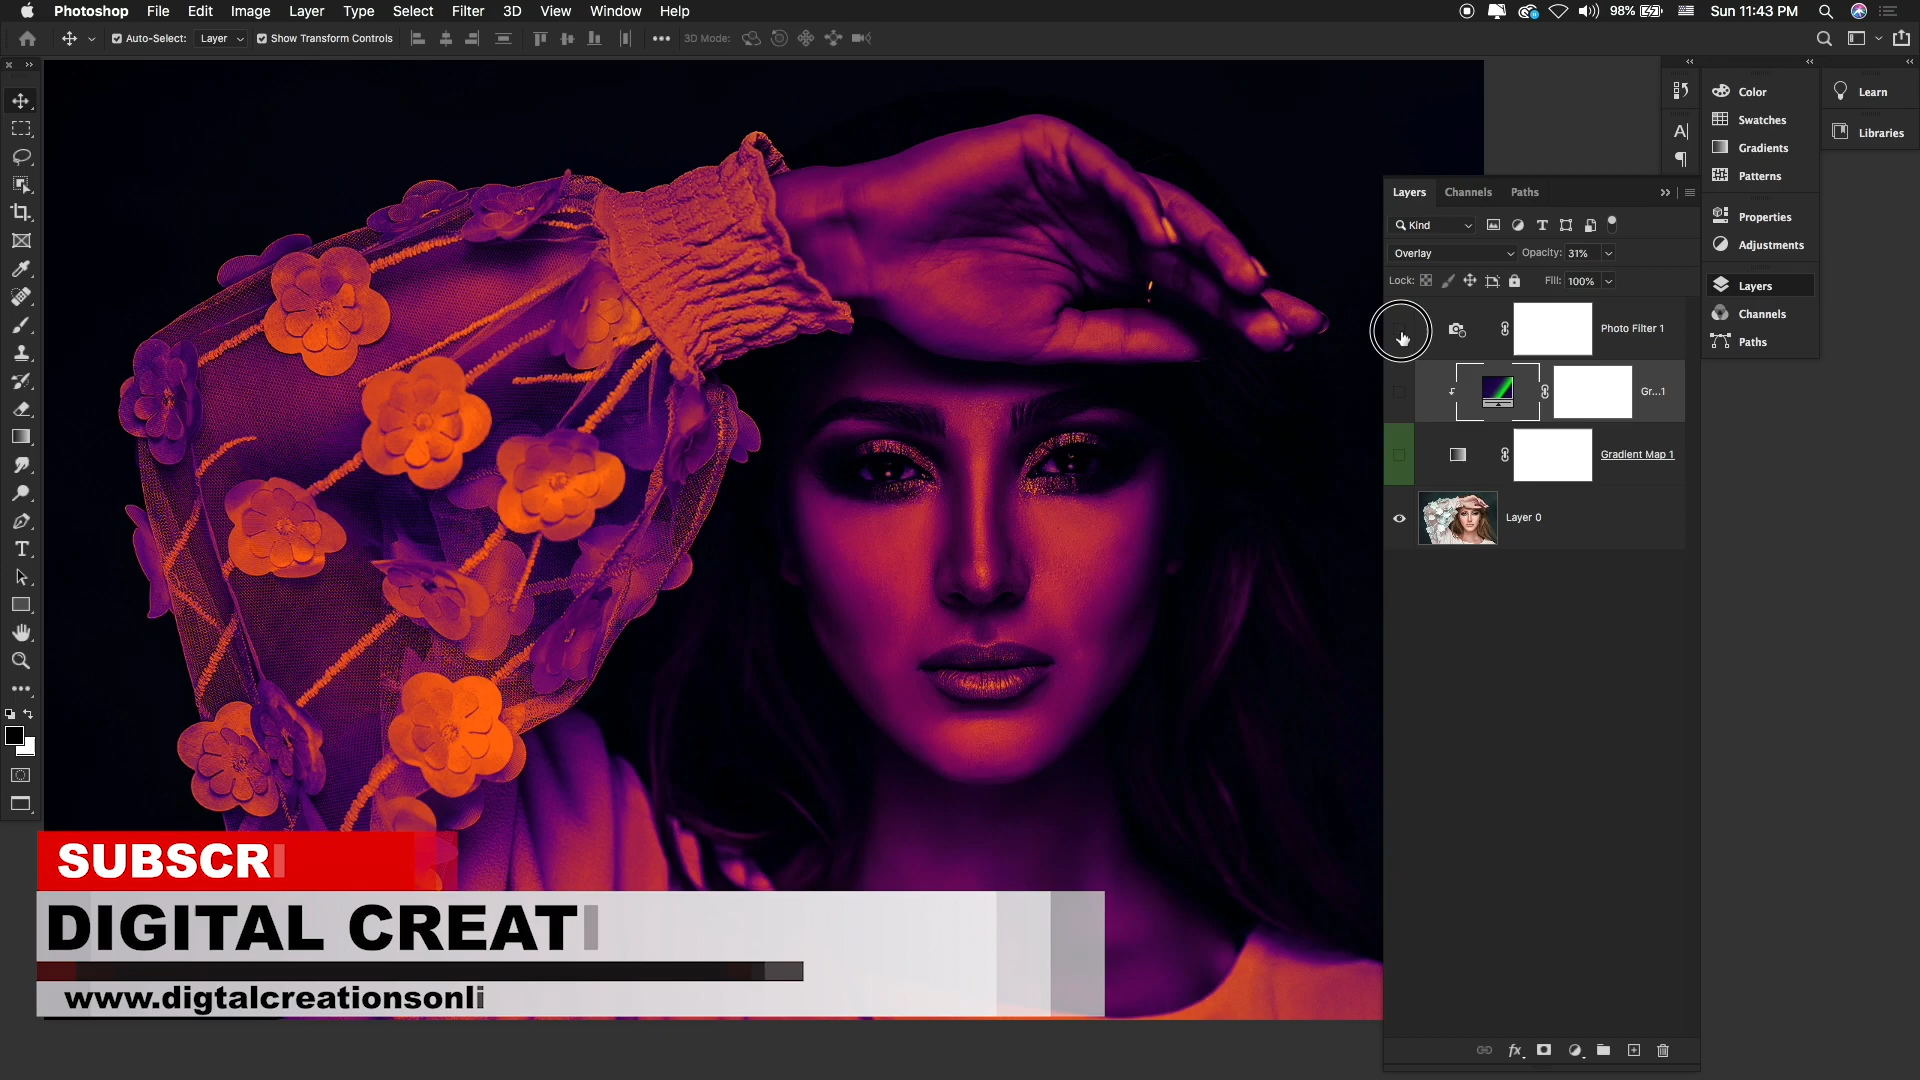 Photoshop File Edit Image Layer Type Select Filter 3D View Window Help 98% Sun 11:43 PM
Auto-Select: Layer Show Transform Controls 3D Mode:
Color
Swatches
Gradients
Patterns
Properties
Adjustments
Layers
Channels
Paths
Learn
Libraries
Layers Channels Paths
Kind
Overlay Opacity: 31%
Lock: Fill: 100%
Photo Filter 1
Gr...1
Gradient Map 1
Layer 0
fx
SUBSCRI
DIGITAL CREATI
www.digtalcreationsonli